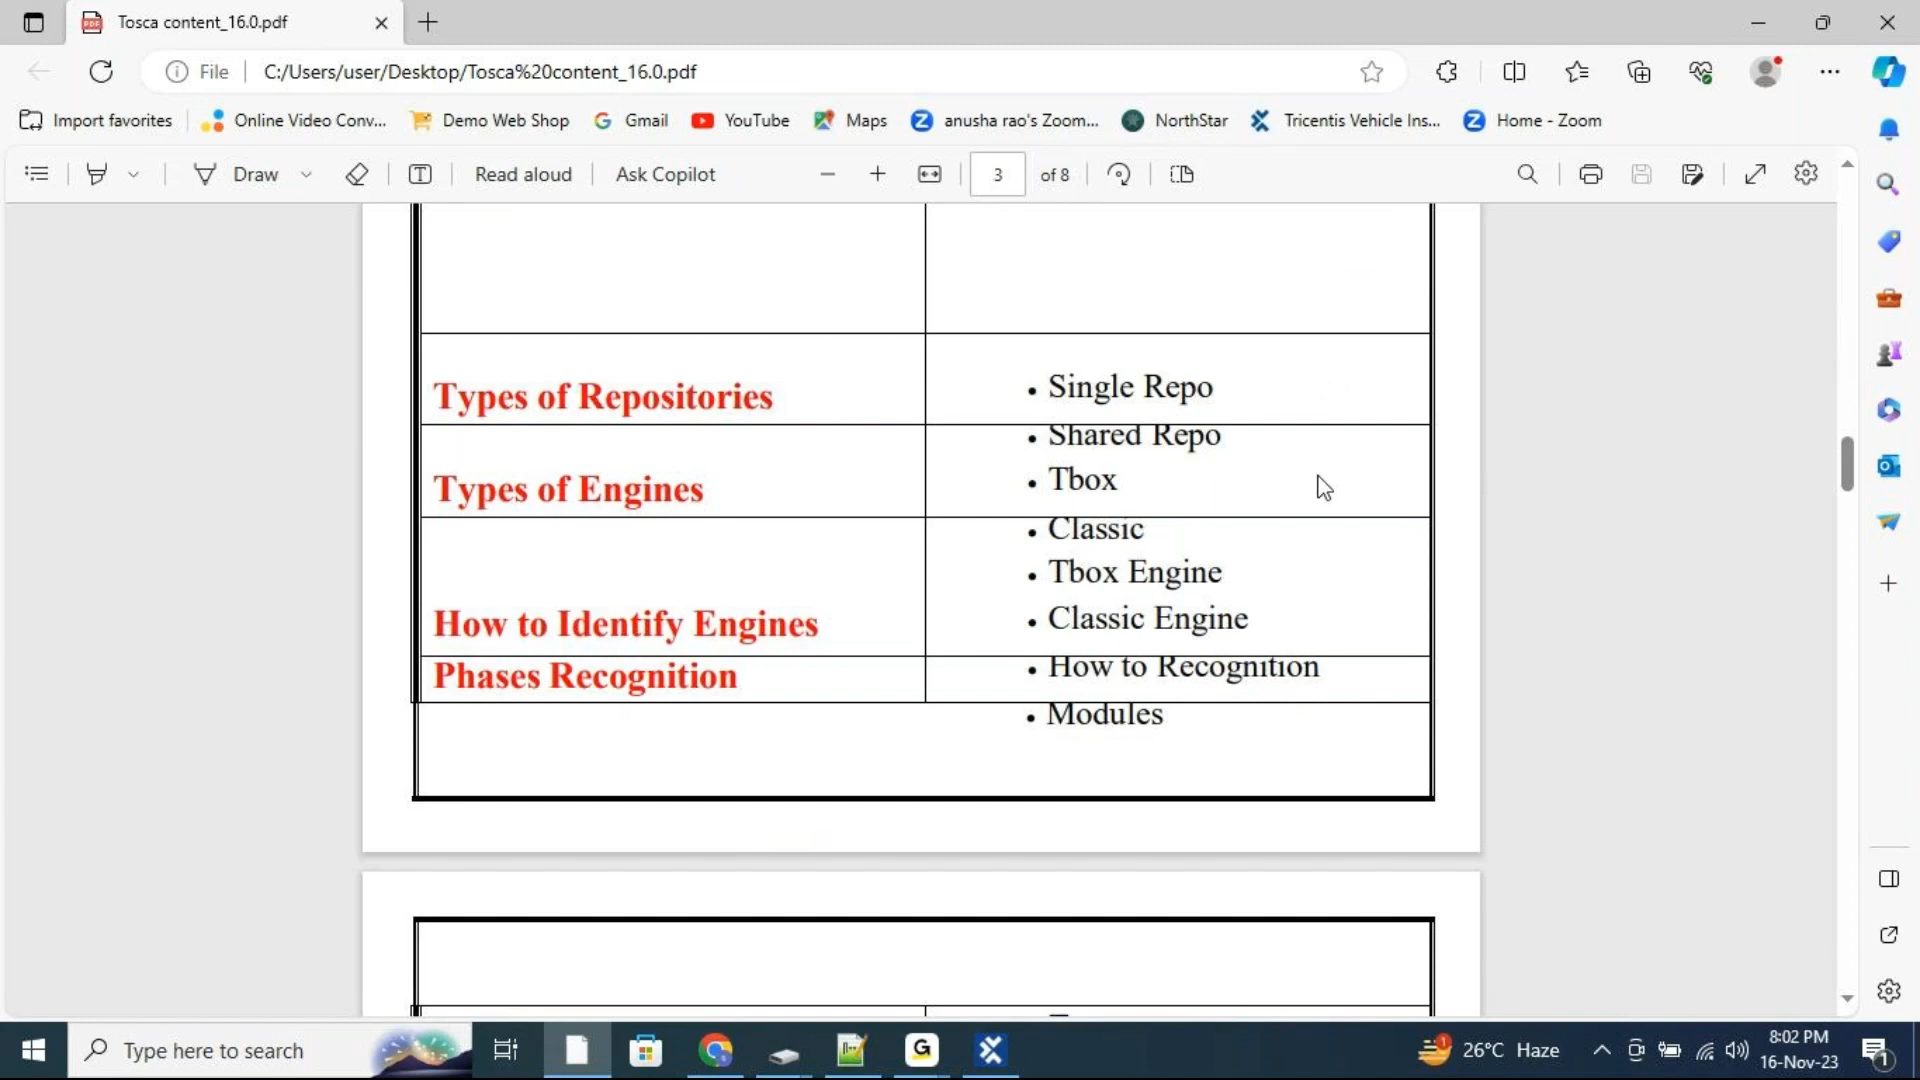 Tosca content_16.0.pdf
File
C:/Users/user/Desktop/Tosca%20content_16.0.pdf
Import favorites
Online Video Conv...
Demo Web Shop
Gmail
YouTube
Maps
anusha rao's Zoom...
NorthStar
Tricentis Vehicle Ins...
Home - Zoom
Draw
Read aloud
Ask Copilot
3 of 8
Types of Repositories
• Single Repo
• Shared Repo
Types of Engines
• Tbox
• Classic
• Tbox Engine
How to Identify Engines
• Classic Engine
Phases Recognition
• How to Recognition
• Modules
Type here to search
26°C Haze
8:02 PM
16-Nov-23
1